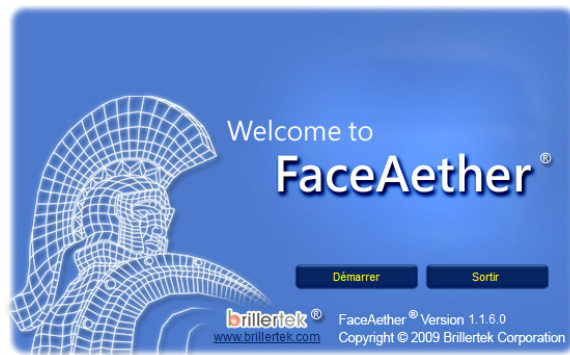 Welcome to
FaceAether ®
Démarrer Sortir
brillertek ® FaceAether ® Version 1.1.6.0
www.brillertek.com Copyright © 2009 Brillertek Corporation